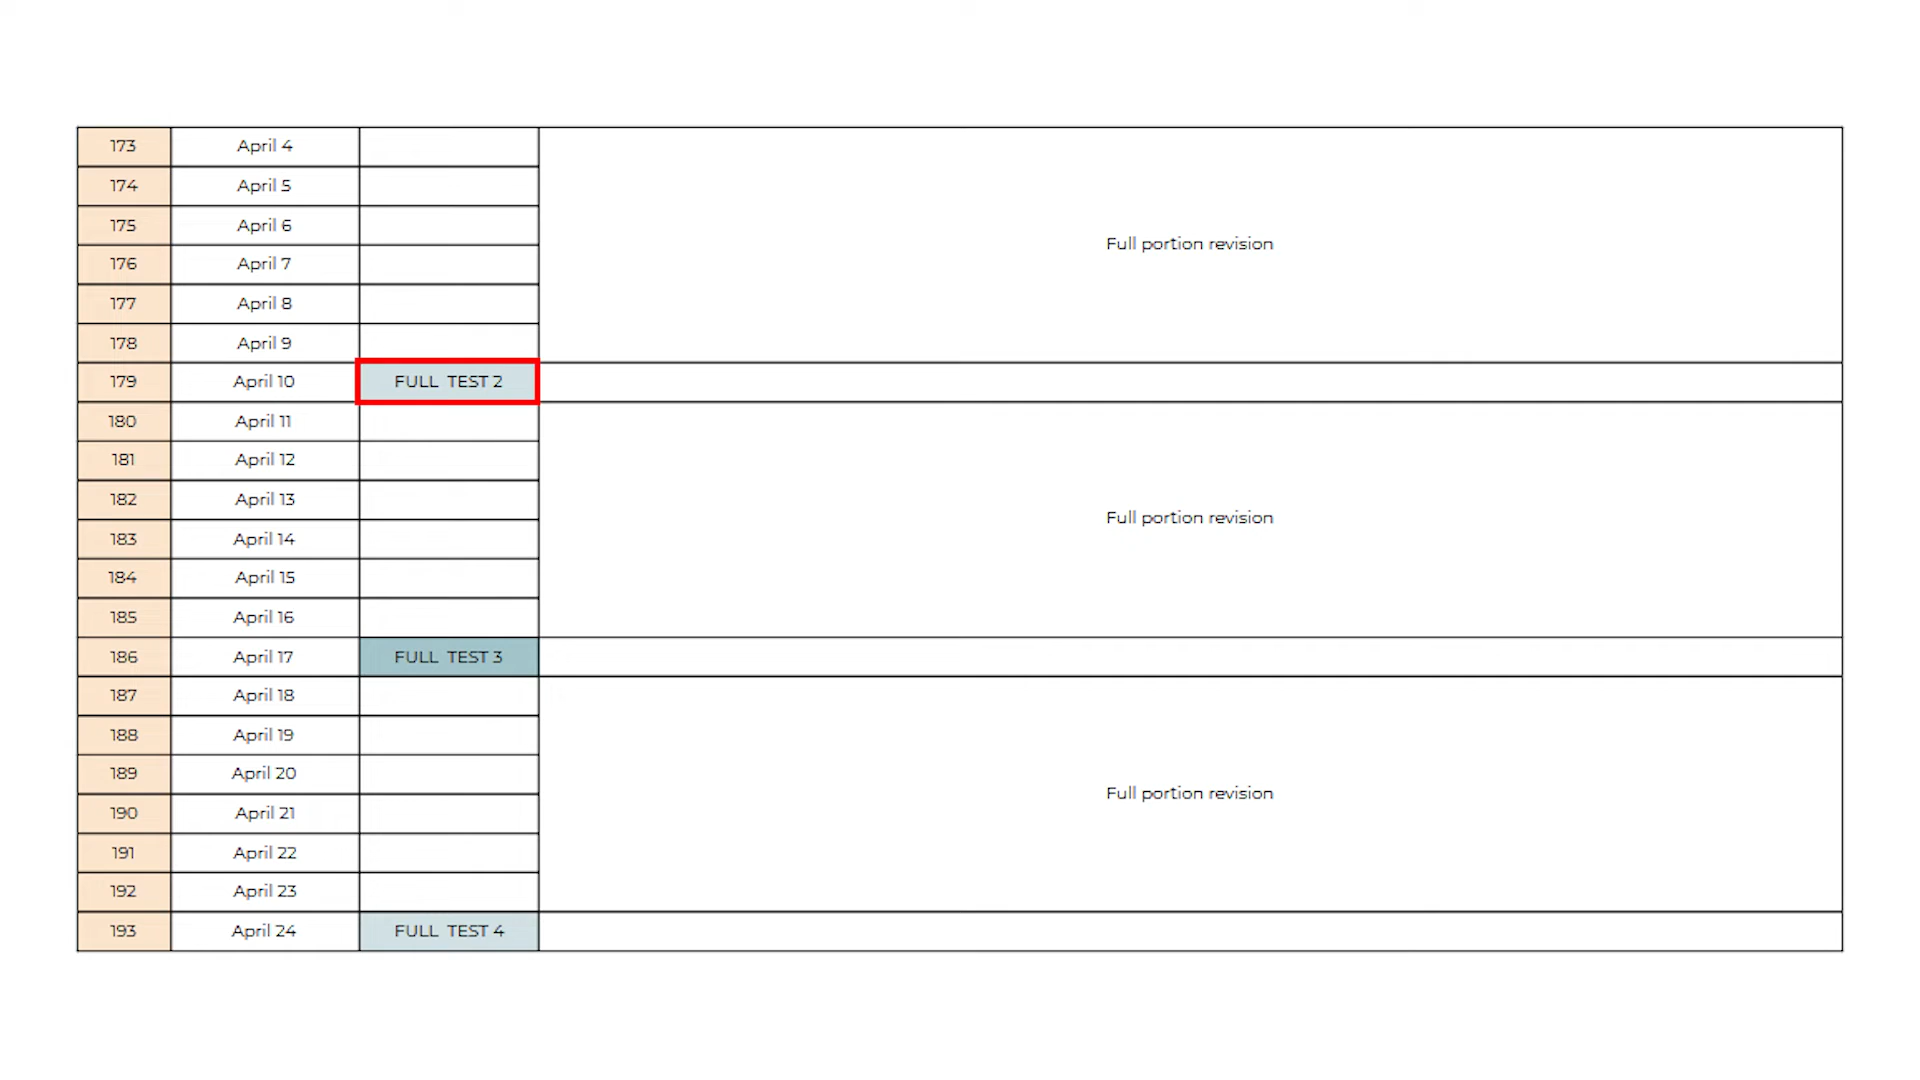 173 April 4
174 April 5
175 April 6
Full portion revision
176 April 7
177 April 8
178 April 9
179 April 10 FULL TEST 2
180 April 11
181 April 12
182 April 13
Full portion revision
183 April 14
184 April 15
185 April 16
186 April 17 FULL TEST 3
187 April 18
188 April 19
189 April 20
Full portion revision
190 April 21
191 April 22
192 April 23
193 April 24 FULL TEST 4